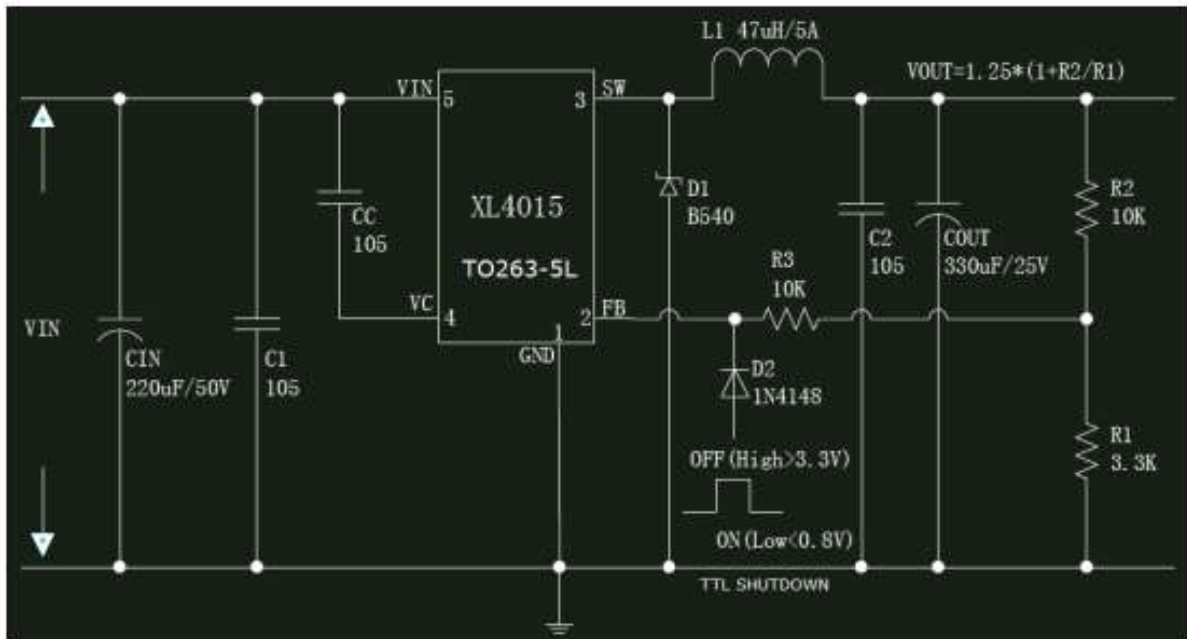 L1 47uH/5A
VOUT=1.25*(1+R2/R1)
VIN
5
3
SW
XL4015
TO263-5L
CC
105
D1
B540
R2
10K
C2
105
COUT
330uF/25V
R3
10K
VC
4
2
FB
1
GND
VIN
CIN
220uF/50V
C1
105
D2
1N4148
R1
3.3K
OFF(High>3.3V)
ON(Low<0.8V)
TTL SHUTDOWN